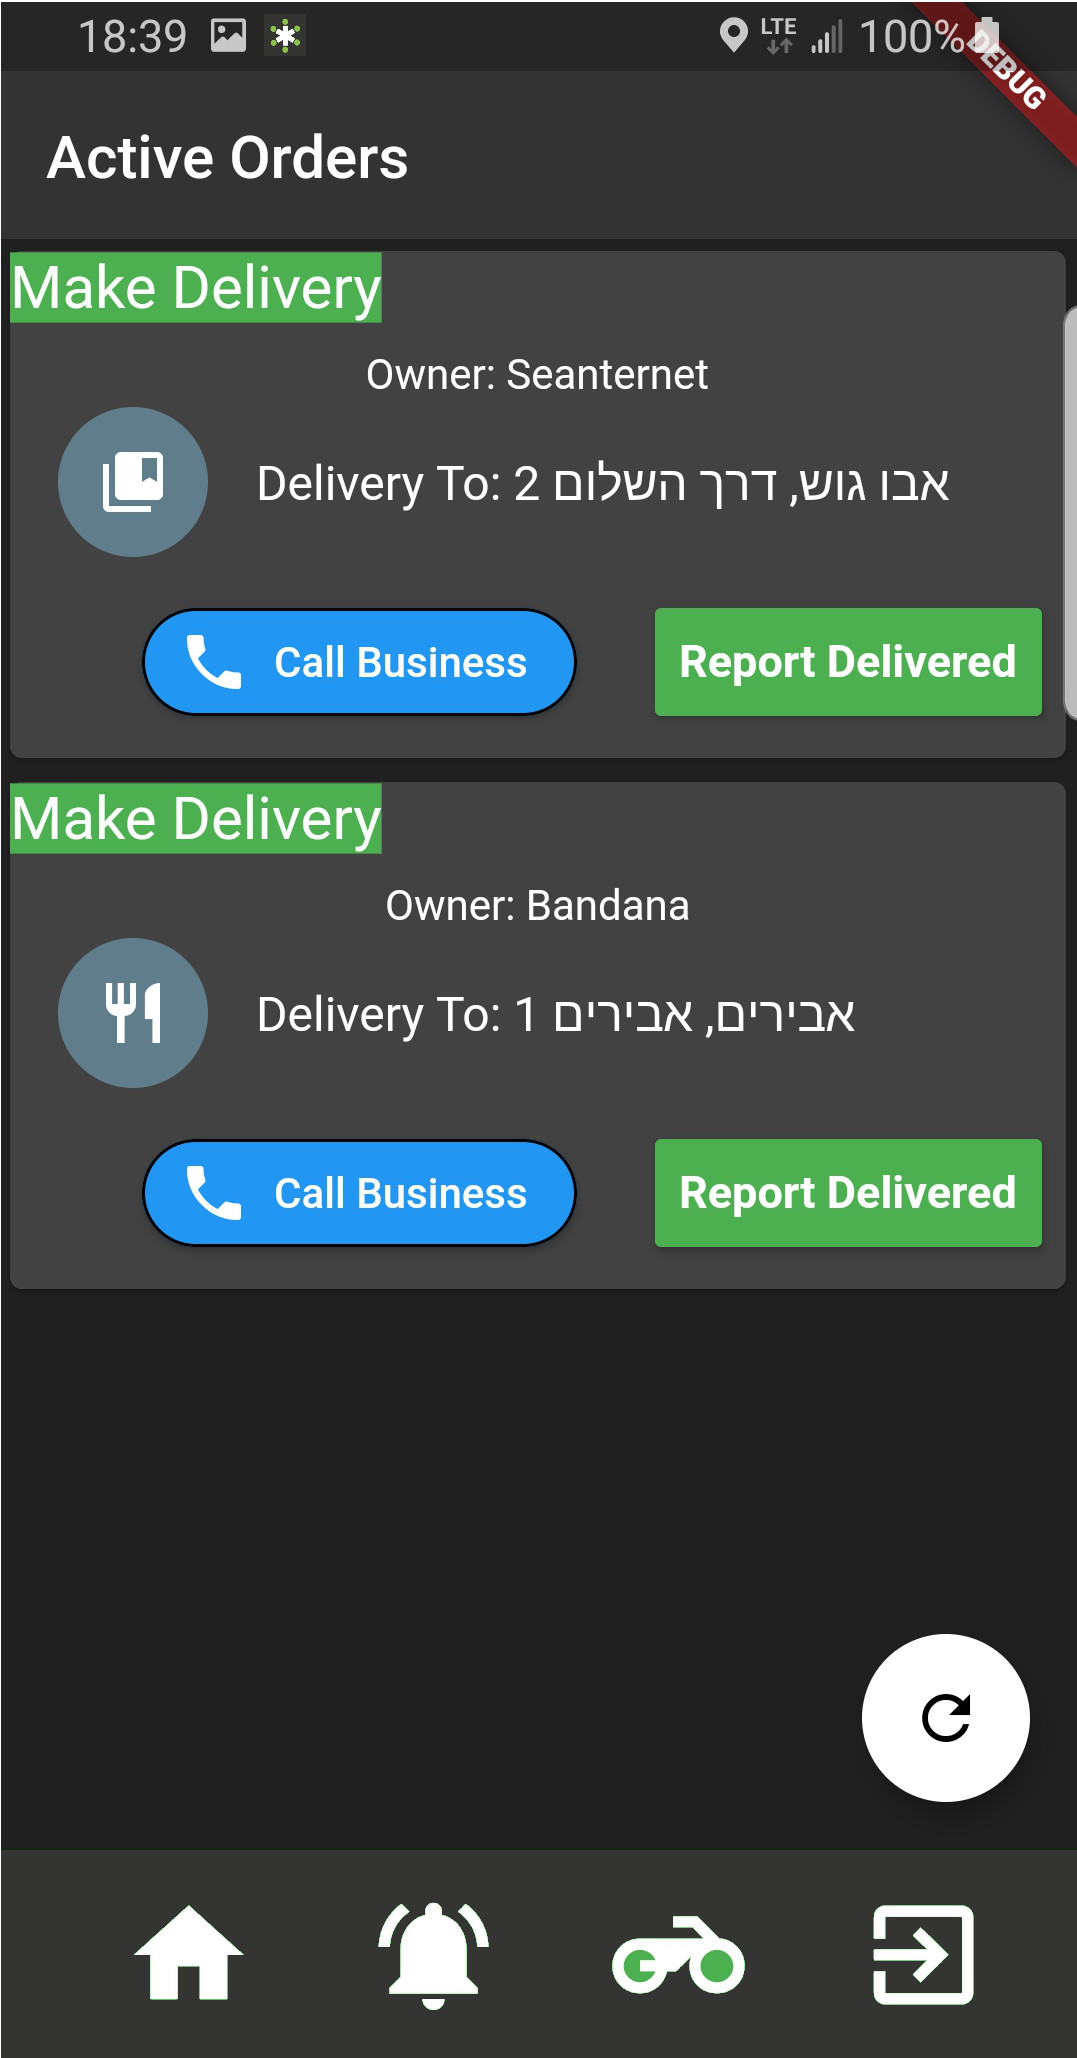 18:39
LTE
100%
DEBUG
Active Orders
Make Delivery
Owner: Seanternet
Delivery To: אבו גוש, דרך השלום 2
Call Business
Report Delivered
Make Delivery
Owner: Bandana
Delivery To: אבירים, אבירים 1
Call Business
Report Delivered